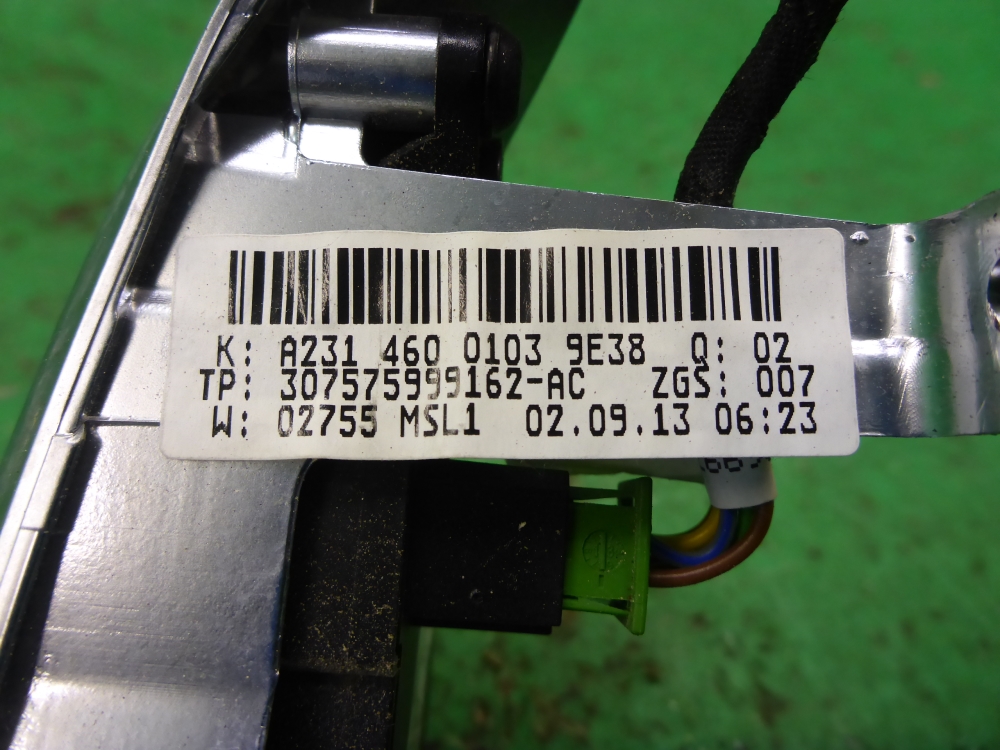 K: A231 460 0103 9E38 Q: 02
TP: 307575999162-AC ZGS: 007
W: 02755 MSL1 02.09.13 06:23